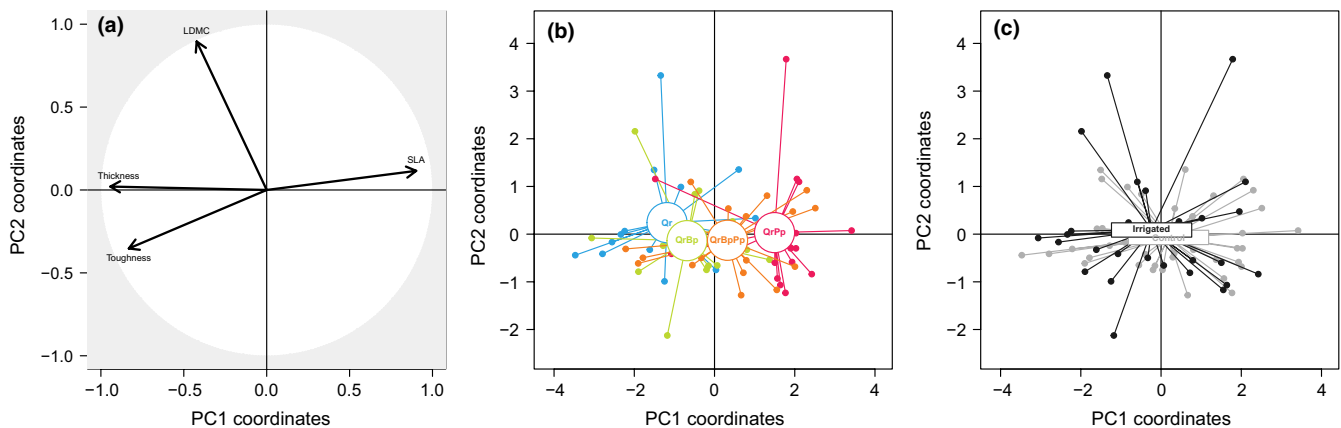 (a)
1.0
0.5
0.0
−0.5
−1.0
PC2 coordinates
LDMC
SLA
Thickness
Toughness
−1.0
−0.5
0.0
0.5
1.0
PC1 coordinates
(b)
4
3
2
1
0
−1
−2
PC2 coordinates
Qr
QrBp
QrBpPp
QrPp
−4
−2
0
2
4
PC1 coordinates
(c)
4
3
2
1
0
−1
−2
PC2 coordinates
Irrigated
Control
−4
−2
0
2
4
PC1 coordinates